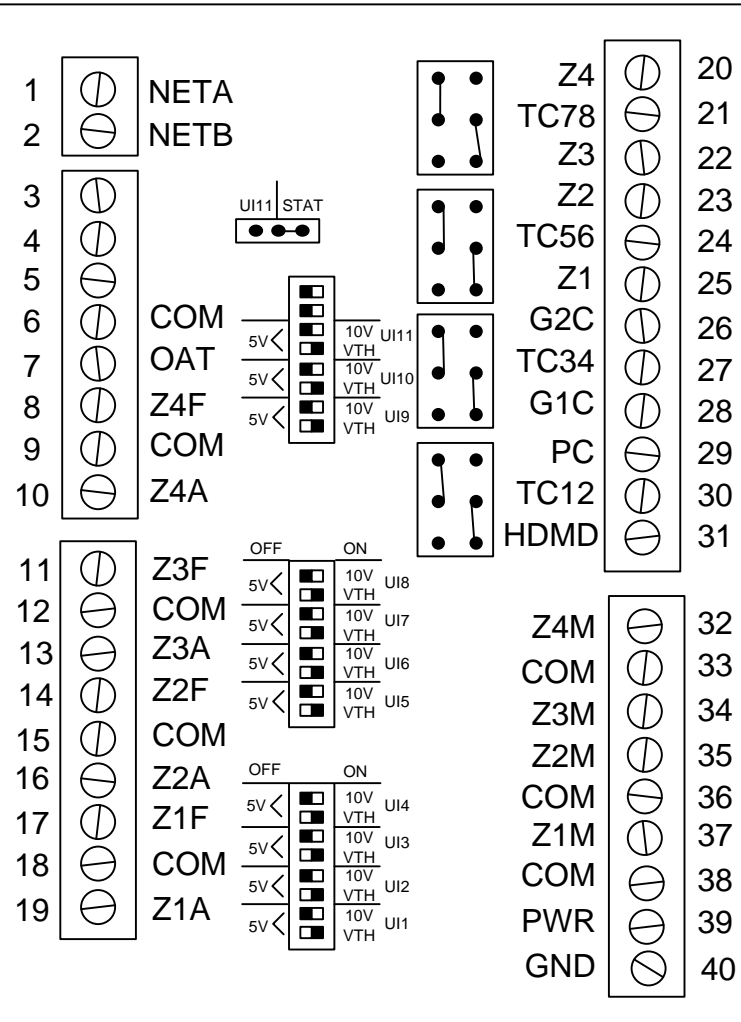 1 NETA
2 NETB
3
4
5
6 COM
7 OAT
8 Z4F
9 COM
10 Z4A
11 Z3F
12 COM
13 Z3A
14 Z2F
15 COM
16 Z2A
17 Z1F
18 COM
19 Z1A
UI11 STAT
5V 10V UI11
VTH
5V 10V UI10
VTH
5V 10V UI9
VTH
OFF ON
5V 10V UI8
VTH
5V 10V UI7
VTH
5V 10V UI6
VTH
5V 10V UI5
VTH
OFF ON
5V 10V UI4
VTH
5V 10V UI3
VTH
5V 10V UI2
VTH
5V 10V UI1
VTH
Z4 20
TC78 21
Z3 22
Z2 23
TC56 24
Z1 25
G2C 26
TC34 27
G1C 28
PC 29
TC12 30
HDMD 31
Z4M 32
COM 33
Z3M 34
Z2M 35
COM 36
Z1M 37
COM 38
PWR 39
GND 40